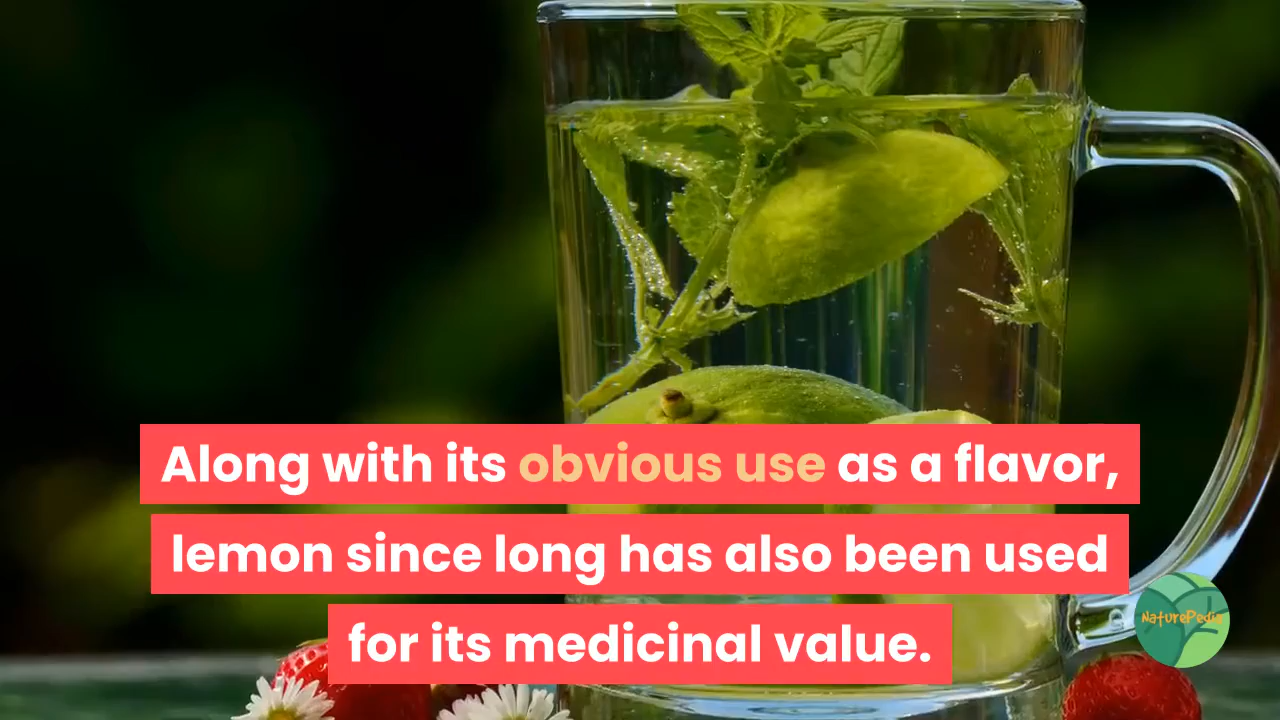 Along with its obvious use as a flavor,
lemon since long has also been used
for its medicinal value.
NaturePedia